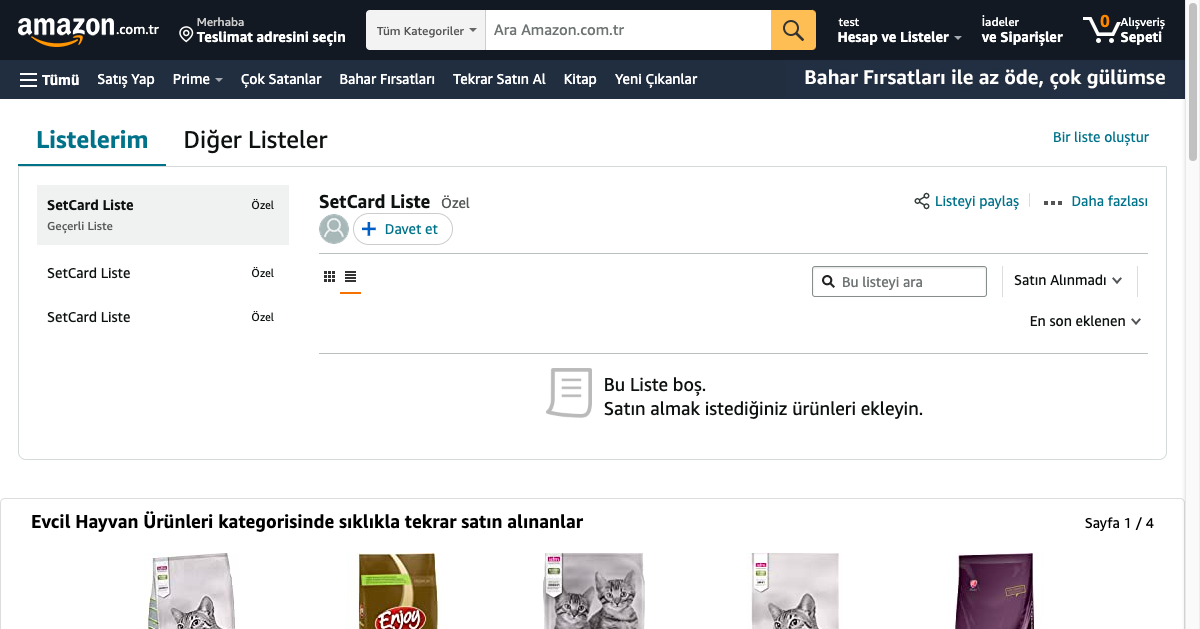 amazon.com.tr
Merhaba
Teslimat adresini seçin
Tüm Kategoriler
Ara Amazon.com.tr
test
Hesap ve Listeler
İadeler
ve Siparişler
0
Alışveriş
Sepeti
Tümü
Satış Yap
Prime
Çok Satanlar
Bahar Fırsatları
Tekrar Satın Al
Kitap
Yeni Çıkanlar
Bahar Fırsatları ile az öde, çok gülümse
Listelerim
Diğer Listeler
Bir liste oluştur
SetCard Liste
Özel
Geçerli Liste
SetCard Liste
Özel
SetCard Liste
Özel
SetCard Liste Özel
Listeyi paylaş
Daha fazlası
Davet et
Bu listeyi ara
Satın Alınmadı
En son eklenen
Bu Liste boş.
Satın almak istediğiniz ürünleri ekleyin.
Evcil Hayvan Ürünleri kategorisinde sıklıkla tekrar satın alınanlar
Sayfa 1 / 4
Enjoy